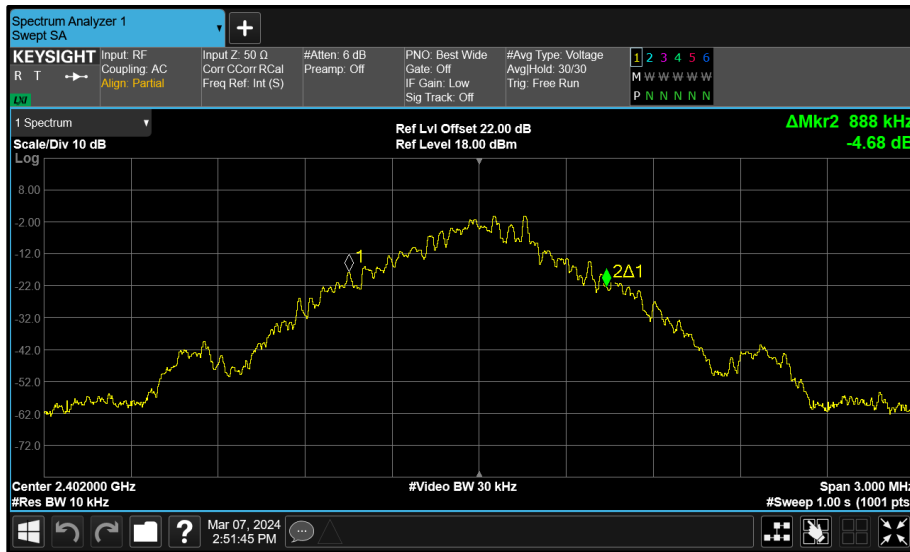 Spectrum Analyzer 1
Swept SA
+
KEYSIGHT
R T
LXI
Input: RF
Coupling: AC
Align: Partial
Input Z: 50 Ω
Corr CCorr RCal
Freq Ref: Int (S)
#Atten: 6 dB
Preamp: Off
PNO: Best Wide
Gate: Off
IF Gain: Low
Sig Track: Off
#Avg Type: Voltage
Avg|Hold: 30/30
Trig: Free Run
1 2 3 4 5 6
M W W W W W
P N N N N N
1 Spectrum
Scale/Div 10 dB
Ref Lvl Offset 22.00 dB
Ref Level 18.00 dBm
ΔMkr2 888 kHz
-4.68 dB
Log
8.00
-2.00
-12.0
-22.0
-32.0
-42.0
-52.0
-62.0
-72.0
1
2Δ1
Center 2.402000 GHz
#Res BW 10 kHz
#Video BW 30 kHz
Span 3.000 MHz
#Sweep 1.00 s (1001 pts
?
Mar 07, 2024
2:51:45 PM